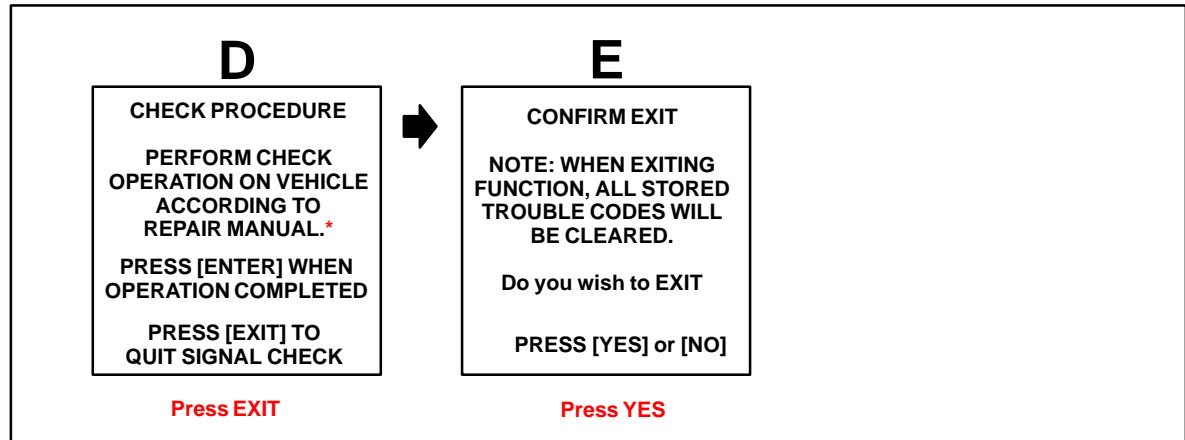 D
CHECK PROCEDURE
PERFORM CHECK
OPERATION ON VEHICLE
ACCORDING TO
REPAIR MANUAL.*
PRESS [ENTER] WHEN
OPERATION COMPLETED
PRESS [EXIT] TO
QUIT SIGNAL CHECK
Press EXIT
E
CONFIRM EXIT
NOTE: WHEN EXITING
FUNCTION, ALL STORED
TROUBLE CODES WILL
BE CLEARED.
Do you wish to EXIT
PRESS [YES] or [NO]
Press YES